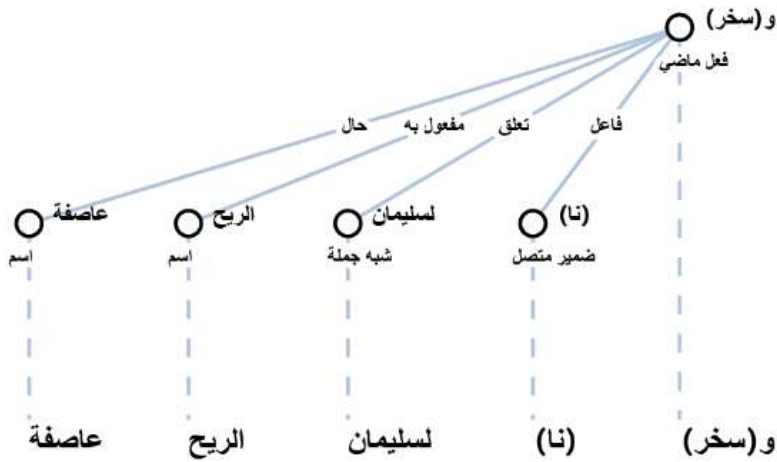 و(سخر)
فعل ماضي
حال مفعول به تعلق فاعل
(نا) لسليمان الريح عاصفة
ضمير متصل شبه جملة اسم اسم
و(سخر) (نا) لسليمان الريح عاصفة